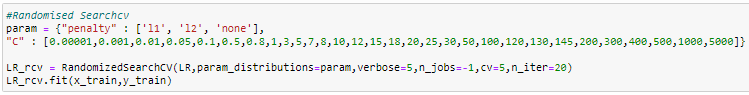 #Randomised Searchcv
param = {"penalty" : ['l1', 'l2', 'none'],
"C" : [0.00001,0.001,0.01,0.05,0.1,0.5,0.8,1,3,5,7,8,10,12,15,18,20,25,30,50,100,120,130,145,200,300,400,500,1000,5000]}
LR_rcv = RandomizedSearchCV(LR,param_distributions=param,verbose=5,n_jobs=-1,cv=5,n_iter=20)
LR_rcv.fit(x_train,y_train)